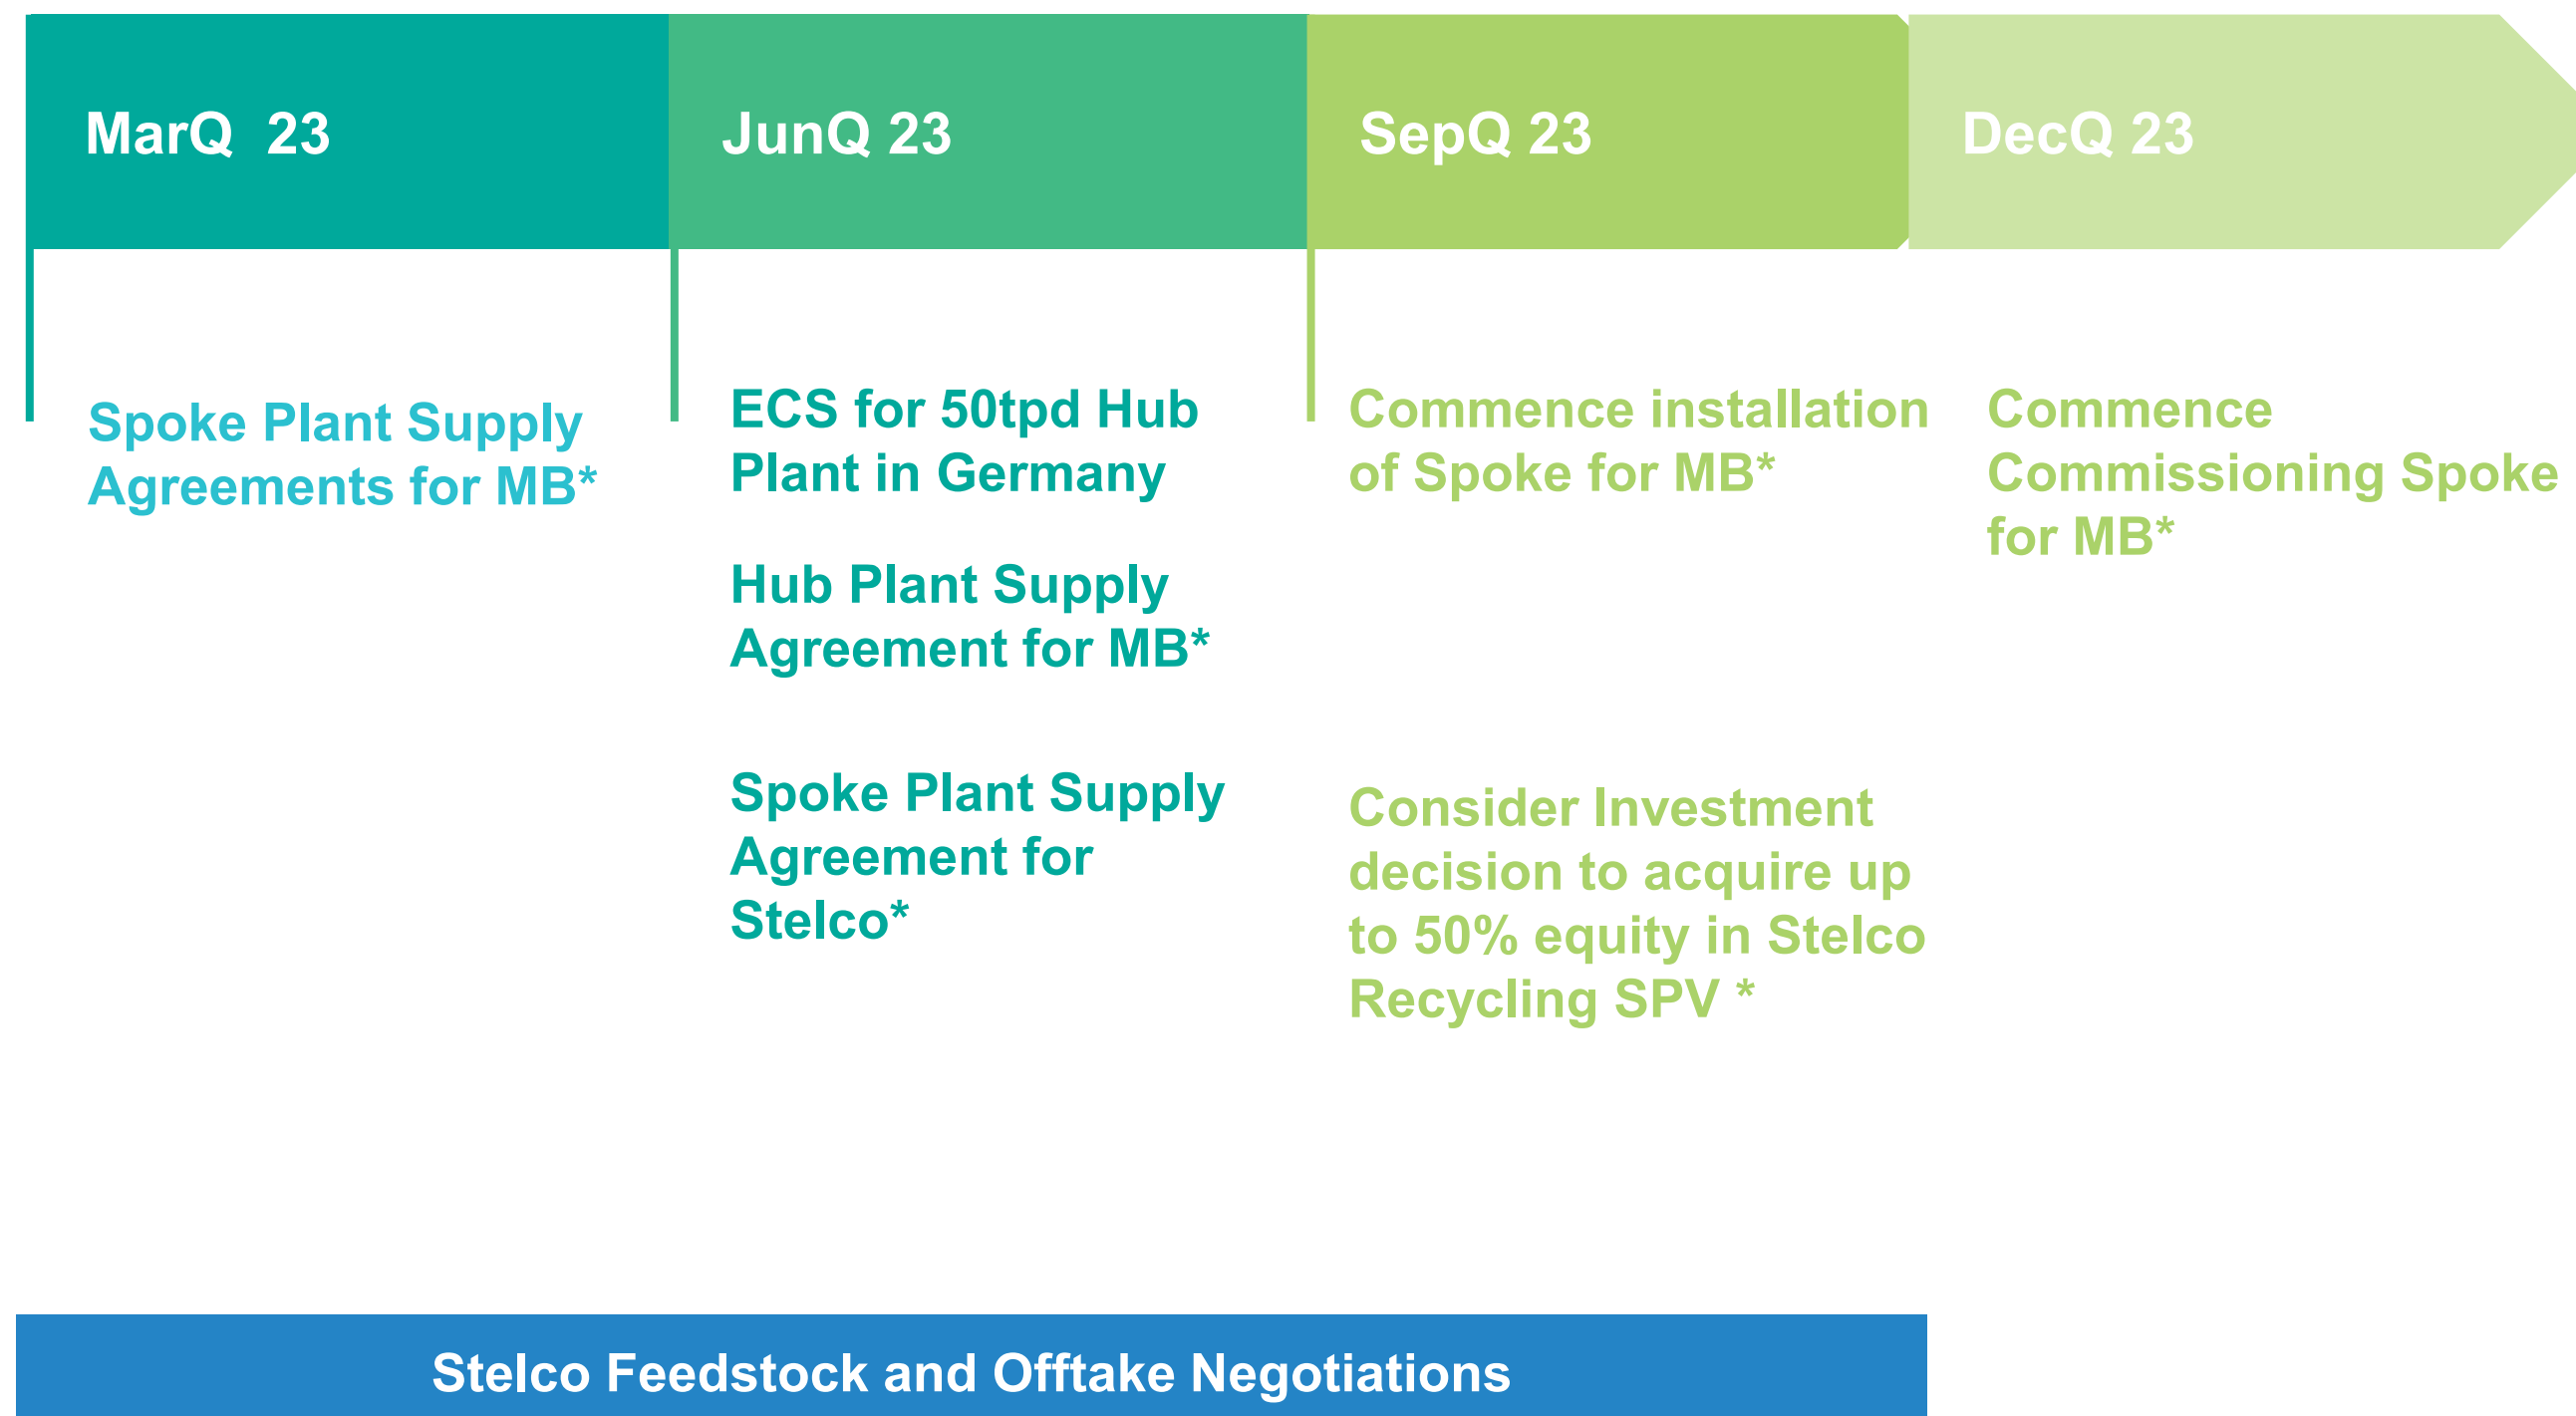 MarQ  23
JunQ 23
SepQ 23
DecQ 23
Spoke Plant Supply
Agreements for MB*
ECS for 50tpd Hub
Plant in Germany
Hub Plant Supply
Agreement for MB*
Spoke Plant Supply
Agreement for
Stelco*
Commence installation
of Spoke for MB*
Consider Investment
decision to acquire up
to 50% equity in Stelco
Recycling SPV *
Commence
Commissioning Spoke
for MB*
Stelco Feedstock and Offtake Negotiations